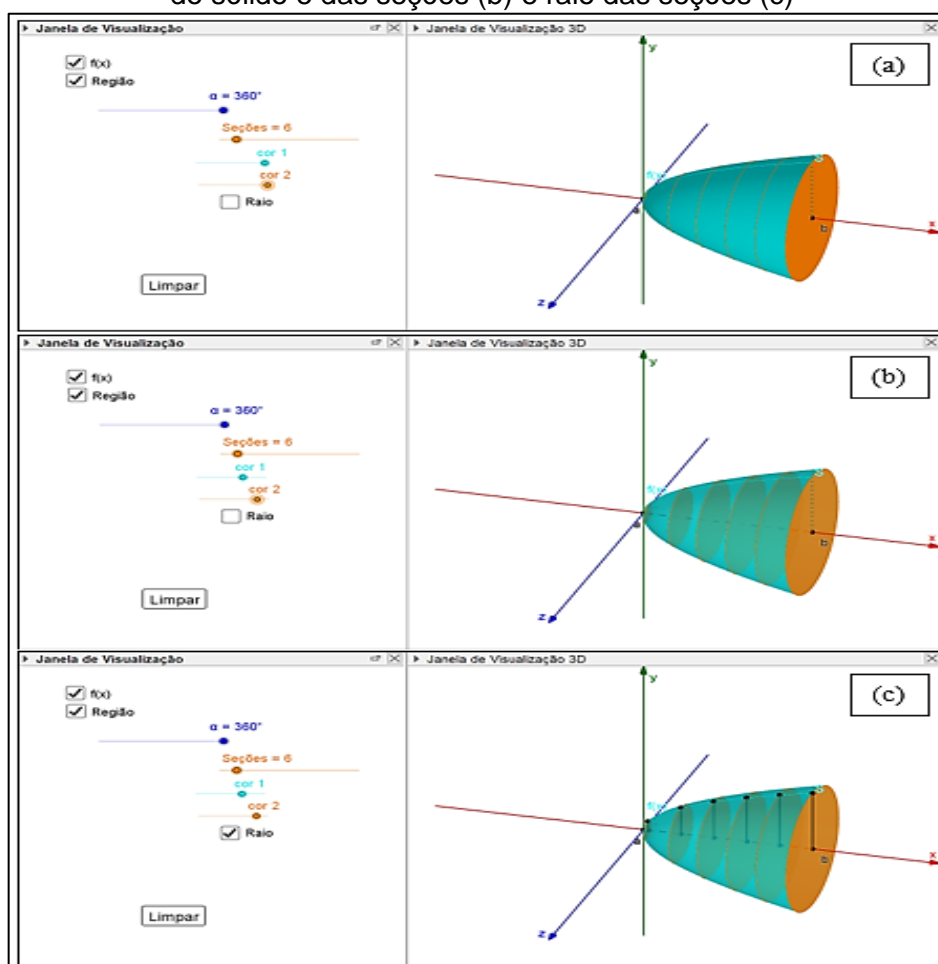 do sólido e das seções (b) e raio das seções (c)
Janela de Visualização
Janela de Visualização 3D
f(x)
Região
α = 360°
Seções = 6
cor 1
cor 2
Raio
Limpar
y
(a)
f(x)
a
b
x
z
Janela de Visualização
Janela de Visualização 3D
f(x)
Região
α = 360°
Seções = 6
cor 1
cor 2
Raio
Limpar
y
(b)
f(x)
a
b
x
z
Janela de Visualização
Janela de Visualização 3D
f(x)
Região
α = 360°
Seções = 6
cor 1
cor 2
Raio
Limpar
y
(c)
f(x)
a
b
x
z